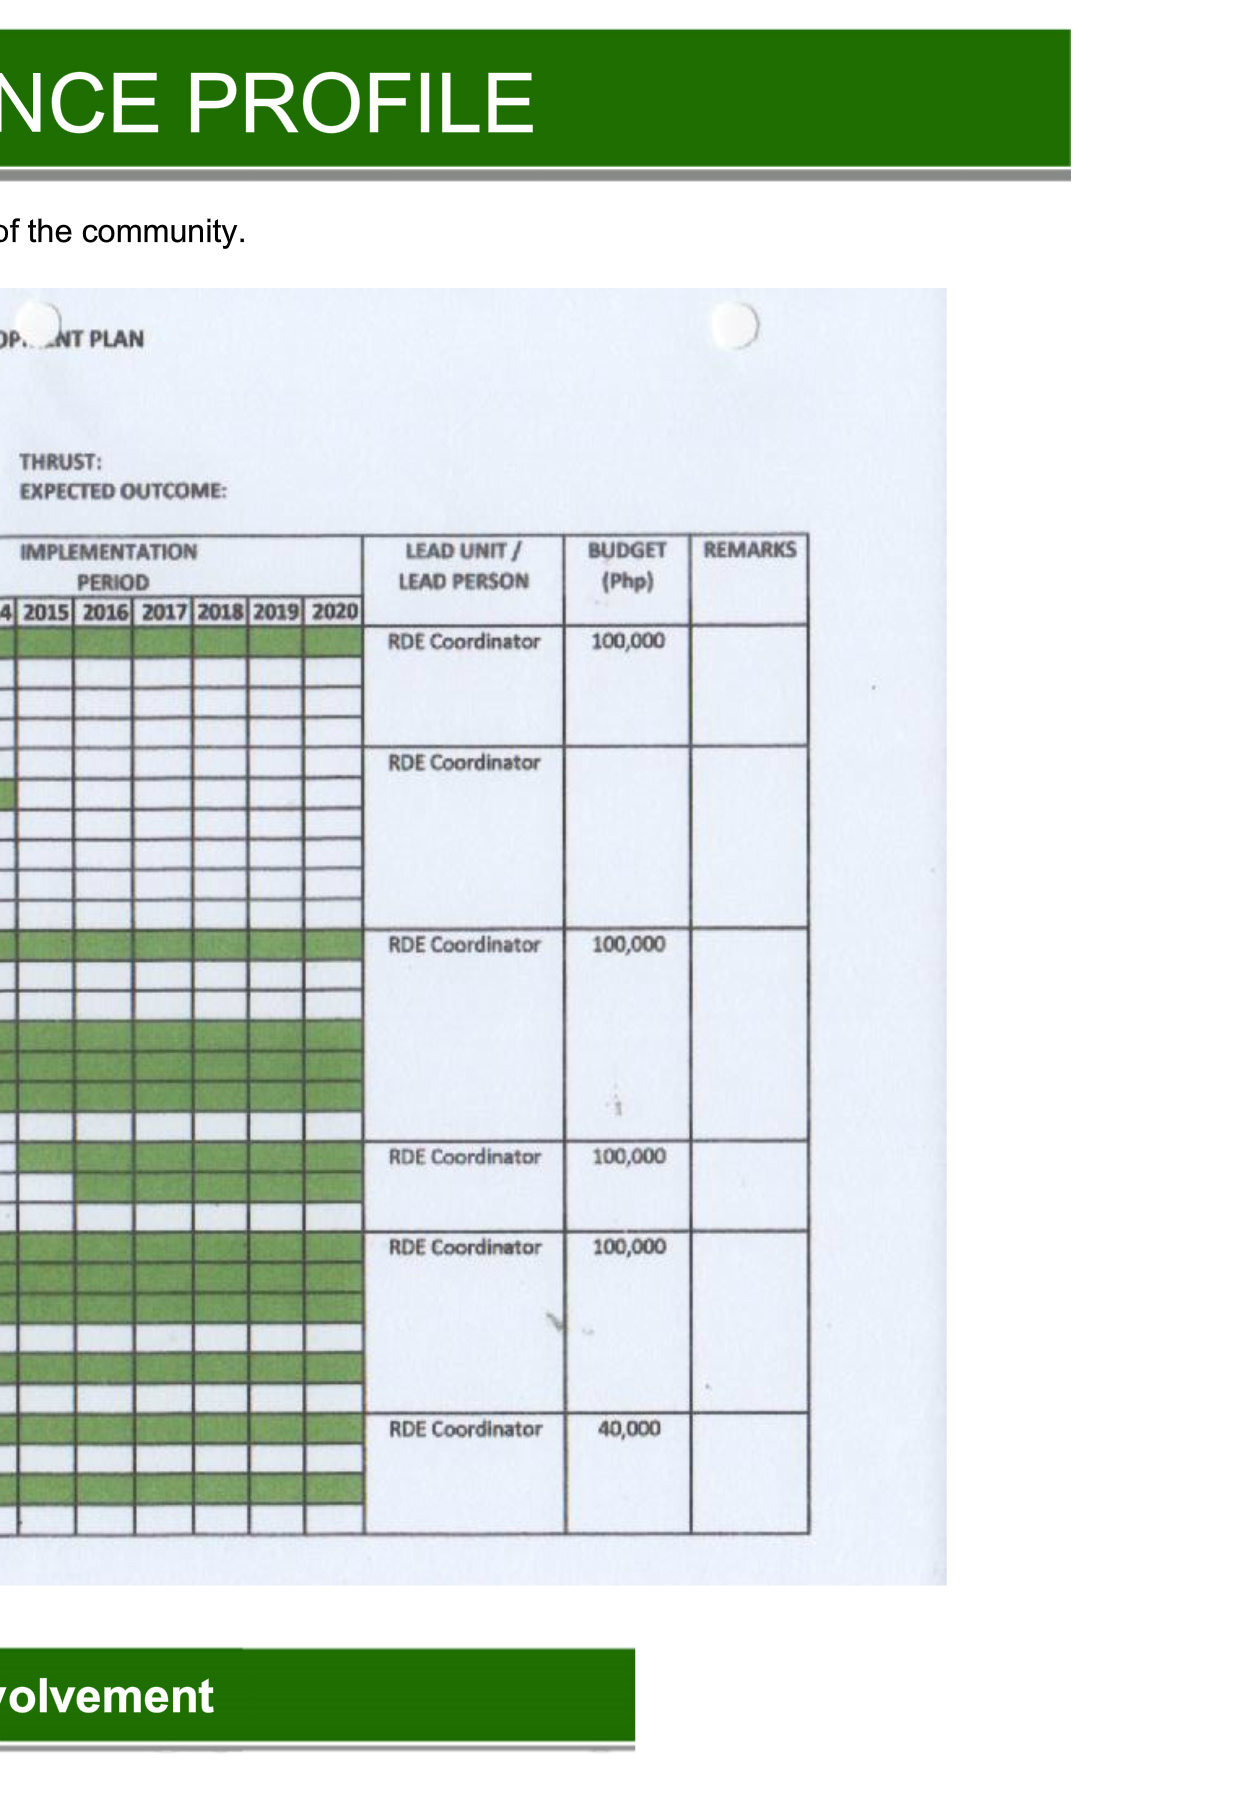 NCE PROFILE
of the community.
NT PLAN
THRUST:
EXPECTED OUTCOME:
IMPLEMENTATION PERIOD
LEAD UNIT / LEAD PERSON
BUDGET (Php)
REMARKS
4 2015 2016 2017 2018 2019 2020
RDE Coordinator 100,000
RDE Coordinator
RDE Coordinator 100,000
RDE Coordinator 100,000
RDE Coordinator 100,000
RDE Coordinator 40,000
volvement